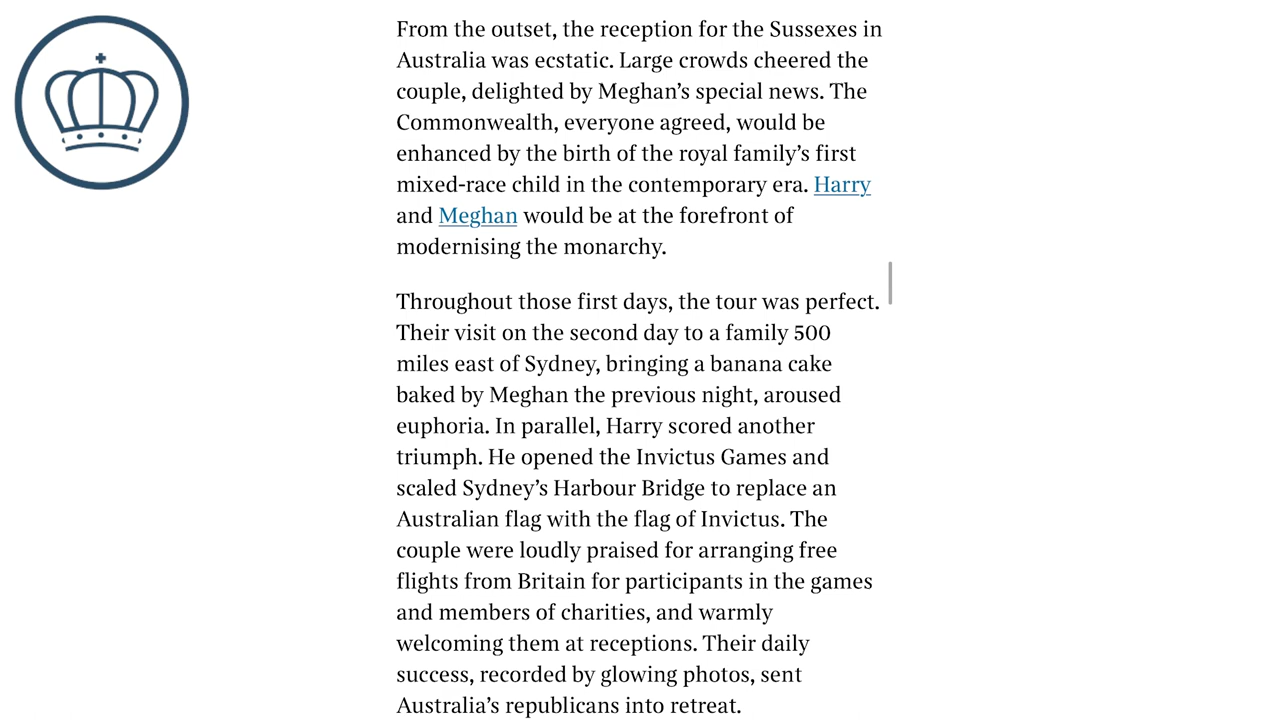 From the outset, the reception for the Sussexes in
Australia was ecstatic. Large crowds cheered the
couple, delighted by Meghan’s special news. The
Commonwealth, everyone agreed, would be
enhanced by the birth of the royal family’s first
mixed-race child in the contemporary era. Harry
and Meghan would be at the forefront of
modernising the monarchy.
Throughout those first days, the tour was perfect.
Their visit on the second day to a family 500
miles east of Sydney, bringing a banana cake
baked by Meghan the previous night, aroused
euphoria. In parallel, Harry scored another
triumph. He opened the Invictus Games and
scaled Sydney’s Harbour Bridge to replace an
Australian flag with the flag of Invictus. The
couple were loudly praised for arranging free
flights from Britain for participants in the games
and members of charities, and warmly
welcoming them at receptions. Their daily
success, recorded by glowing photos, sent
Australia’s republicans into retreat.